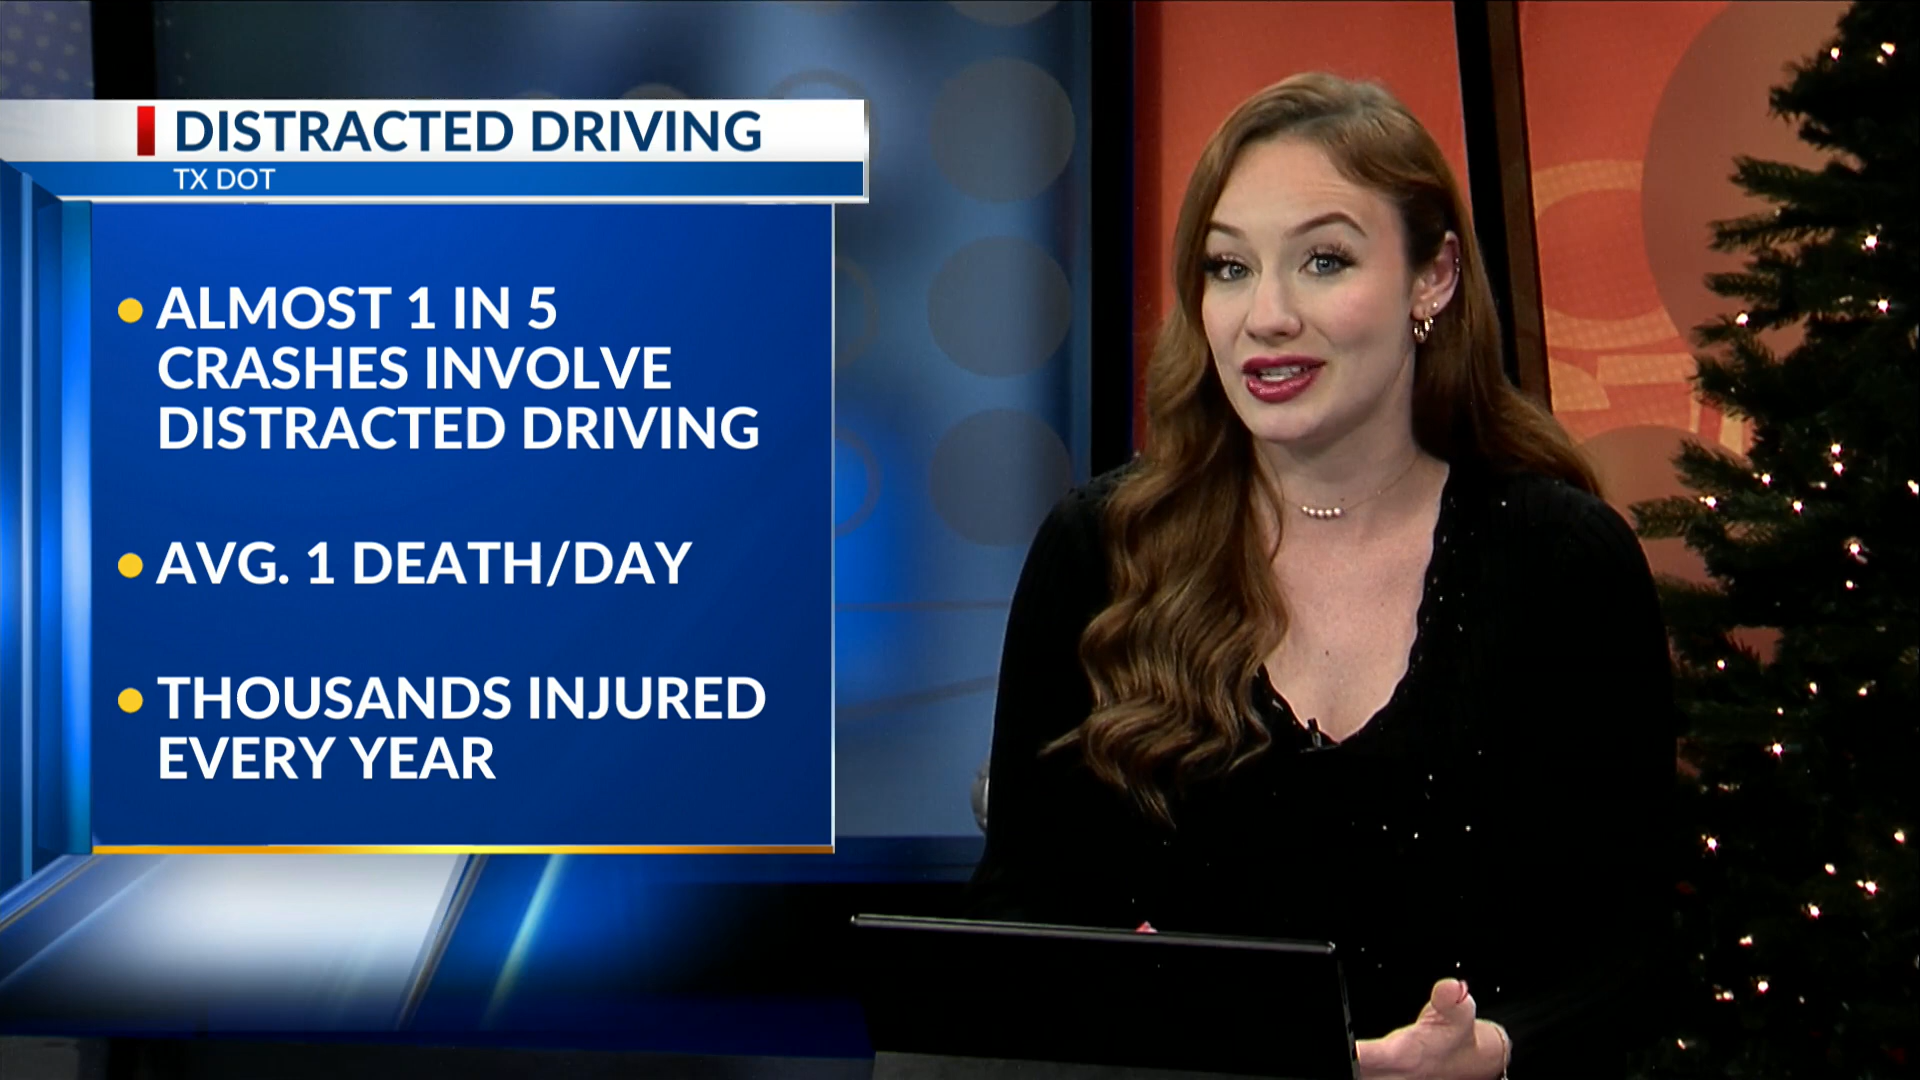 DISTRACTED DRIVING
TX DOT
ALMOST 1 IN 5
CRASHES INVOLVE
DISTRACTED DRIVING
AVG. 1 DEATH/DAY
THOUSANDS INJURED
EVERY YEAR